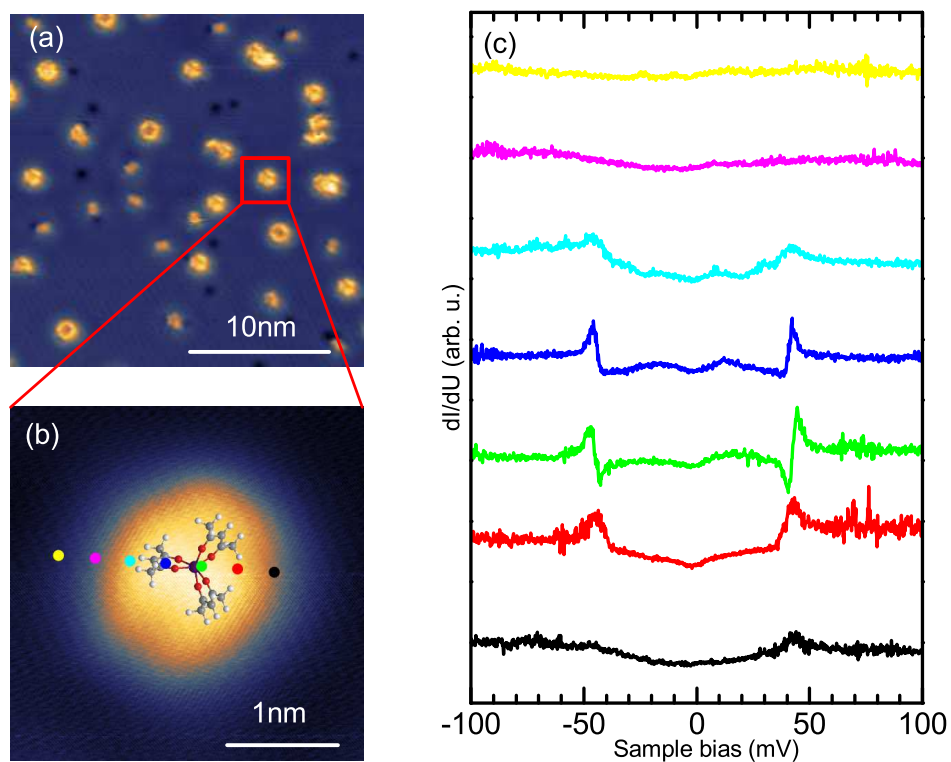 (a)
10nm
(b)
1nm
(c)
dI/dU (arb. u.)
-100 -50 0 50 100
Sample bias (mV)